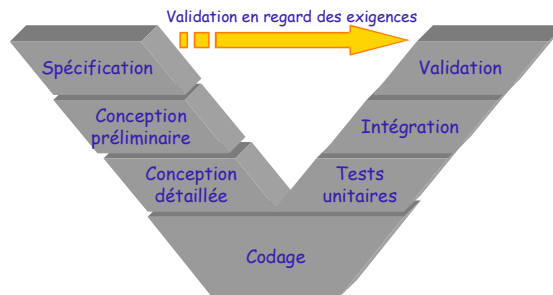 Validation en regard des exigences
Spécification
Validation
Conception
préliminaire
Intégration
Conception
détaillée
Tests
unitaires
Codage